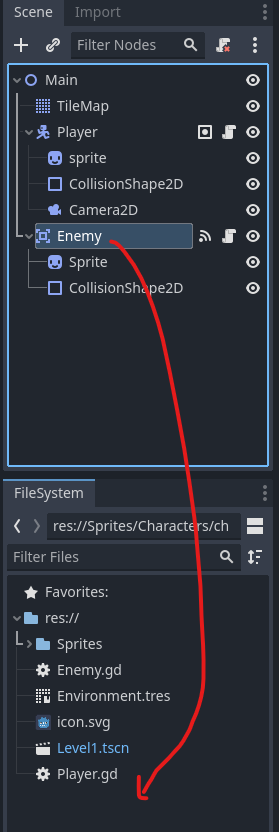 Scene Import
Filter Nodes
Main
TileMap
Player
sprite
CollisionShape2D
Camera2D
Enemy
Sprite
CollisionShape2D
FileSystem
res://Sprites/Characters/ch
Filter Files
Favorites:
res://
Sprites
Enemy.gd
Environment.tres
icon.svg
Level1.tscn
Player.gd